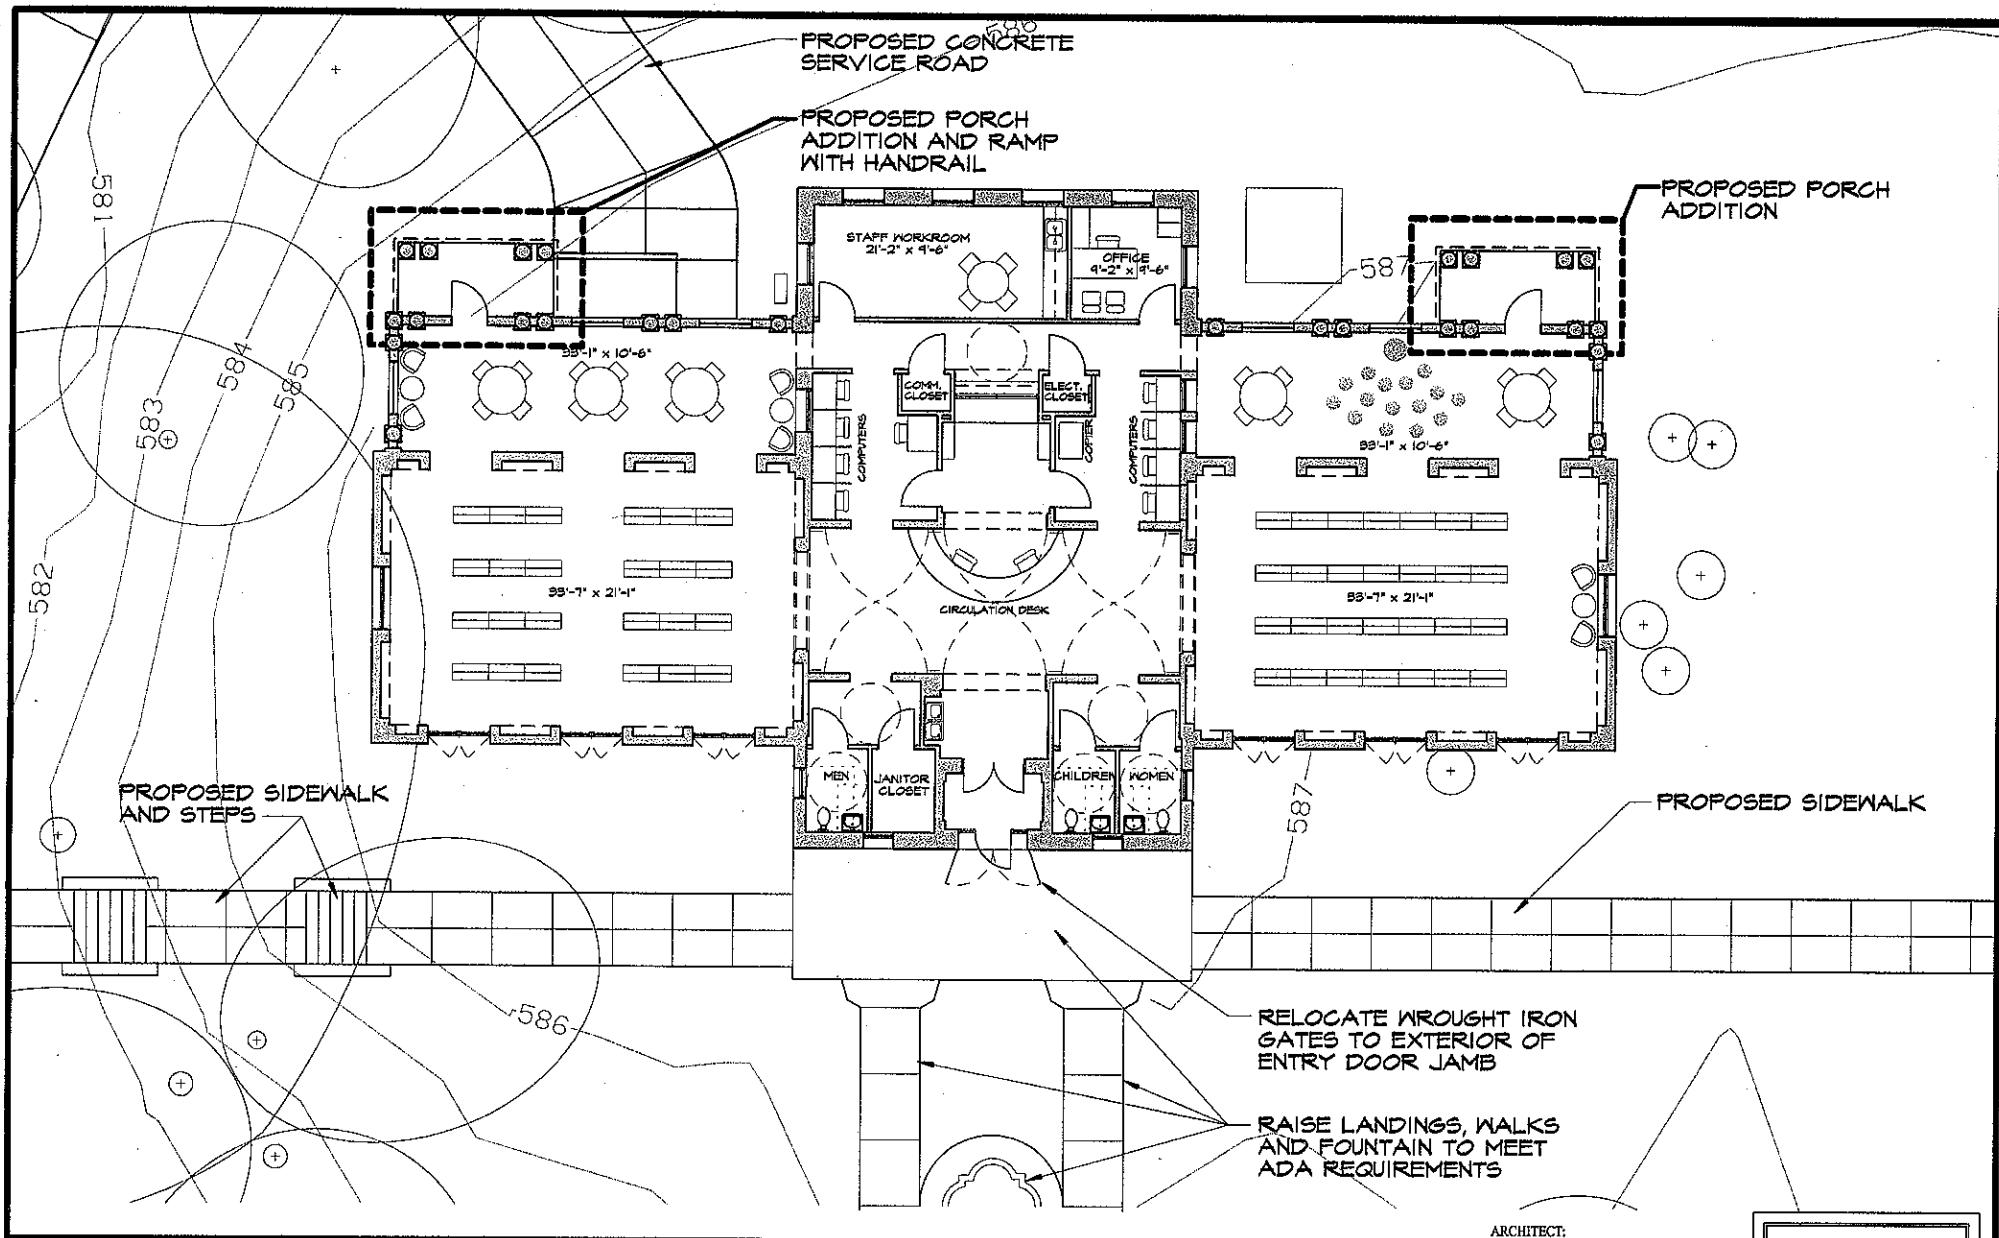 586
PROPOSED CONCRETE
SERVICE ROAD
PROPOSED PORCH
ADDITION AND RAMP
WITH HANDRAIL
PROPOSED PORCH
ADDITION
581
STAFF WORKROOM
21'-2" x 9'-6"
OFFICE
9'-2" x 9'-6"
587
584
585
583
582
33'-1" x 10'-6"
COMM.
CLOSET
ELECT.
CLOSET
COMPUTERS
COPIER
COMPUTERS
33'-1" x 10'-6"
33'-7" x 21'-1"
CIRCULATION DESK
33'-7" x 21'-1"
MEN
JANITOR
CLOSET
CHILDREN
WOMEN
587
PROPOSED SIDEWALK
AND STEPS
PROPOSED SIDEWALK
586
RELOCATE WROUGHT IRON
GATES TO EXTERIOR OF
ENTRY DOOR JAMB
RAISE LANDINGS, WALKS
AND FOUNTAIN TO MEET
ADA REQUIREMENTS
ARCHITECT: